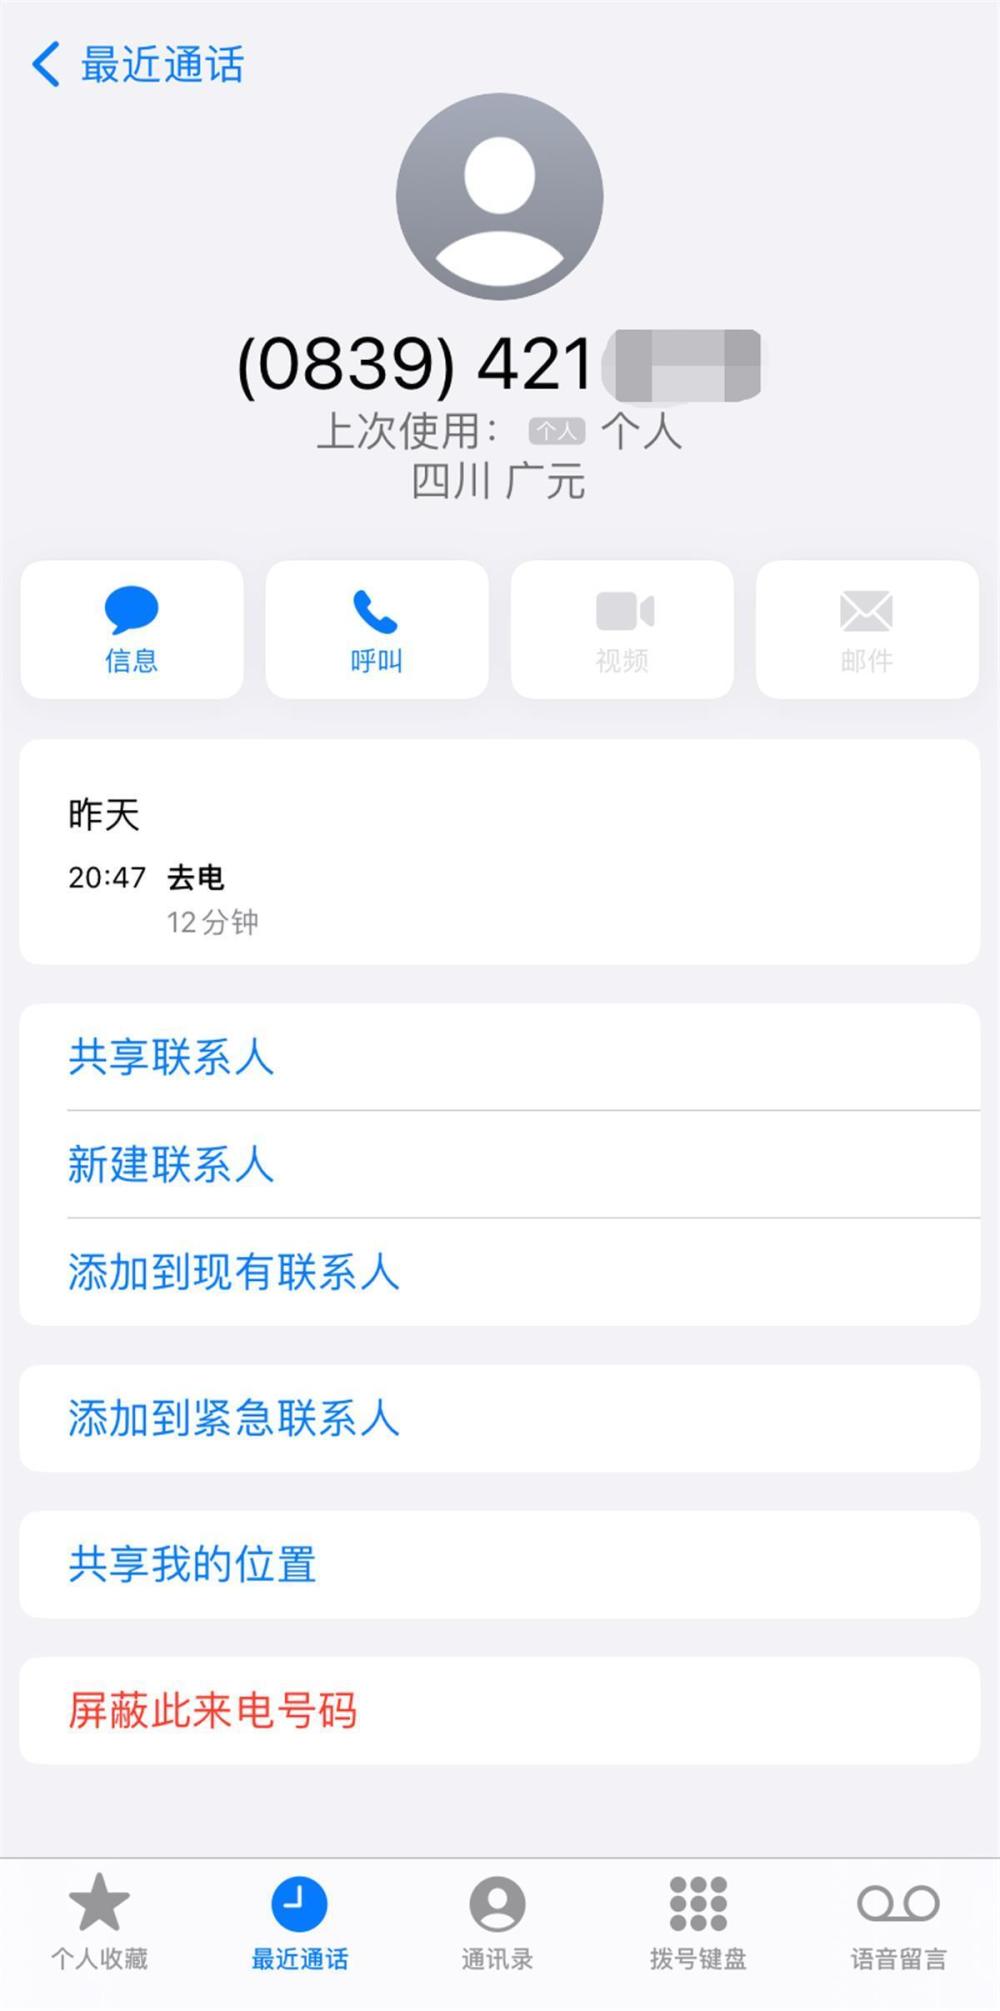 最近通话
(0839) 421
上次使用： 个人 个人
四川 广元
信息 呼叫 视频 邮件
昨天
20:47 去电
12分钟
共享联系人
新建联系人
添加到现有联系人
添加到紧急联系人
共享我的位置
屏蔽此来电号码
个人收藏 最近通话 通讯录 拨号键盘 语音留言